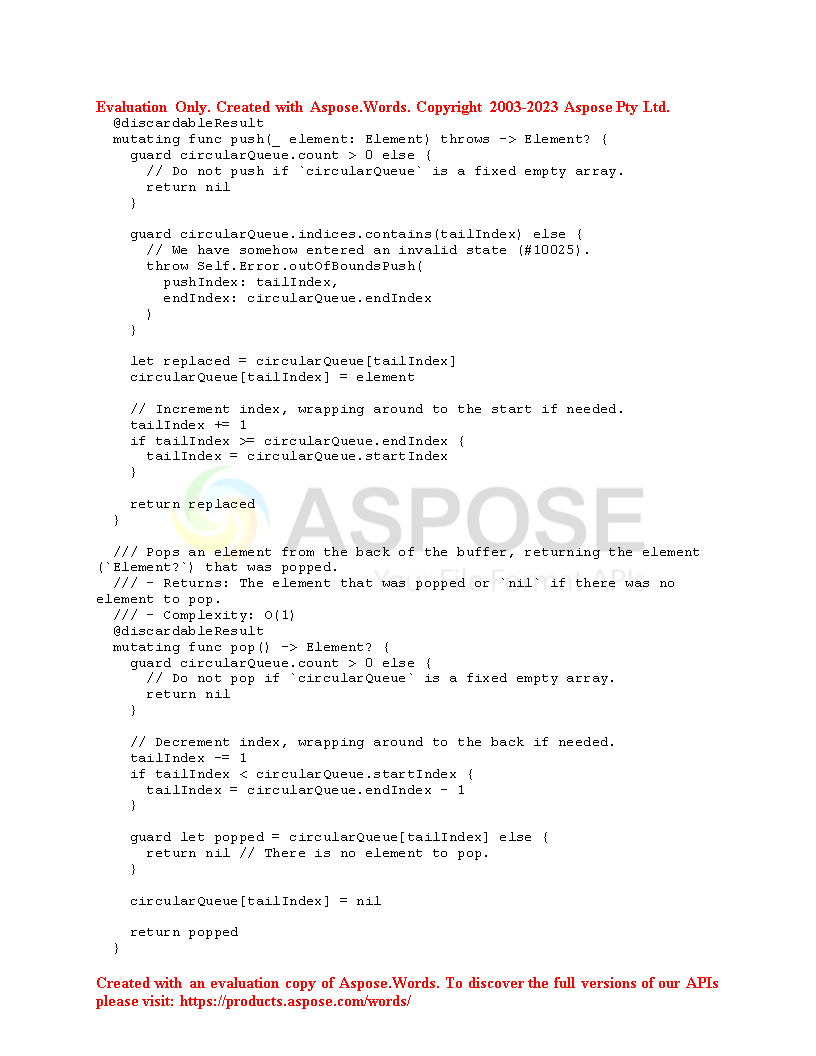 Evaluation Only. Created with Aspose.Words. Copyright 2003-2023 Aspose Pty Ltd.
  @discardableResult
  mutating func push(_ element: Element) throws -> Element? {
    guard circularQueue.count > 0 else {
      // Do not push if `circularQueue` is a fixed empty array.
      return nil
    }

    guard circularQueue.indices.contains(tailIndex) else {
      // We have somehow entered an invalid state (#10025).
      throw Self.Error.outOfBoundsPush(
        pushIndex: tailIndex,
        endIndex: circularQueue.endIndex
      )
    }

    let replaced = circularQueue[tailIndex]
    circularQueue[tailIndex] = element

    // Increment index, wrapping around to the start if needed.
    tailIndex += 1
    if tailIndex >= circularQueue.endIndex {
      tailIndex = circularQueue.startIndex
    }

    return replaced
  }
ASPOSE
Your File Format APIs

  /// Pops an element from the back of the buffer, returning the element
(`Element?`) that was popped.
  /// - Returns: The element that was popped or `nil` if there was no
element to pop.
  /// - Complexity: O(1)
  @discardableResult
  mutating func pop() -> Element? {
    guard circularQueue.count > 0 else {
      // Do not pop if `circularQueue` is a fixed empty array.
      return nil
    }

    // Decrement index, wrapping around to the back if needed.
    tailIndex -= 1
    if tailIndex < circularQueue.startIndex {
      tailIndex = circularQueue.endIndex - 1
    }

    guard let popped = circularQueue[tailIndex] else {
      return nil // There is no element to pop.
    }

    circularQueue[tailIndex] = nil

    return popped
  }

Created with an evaluation copy of Aspose.Words. To discover the full versions of our APIs
please visit: https://products.aspose.com/words/